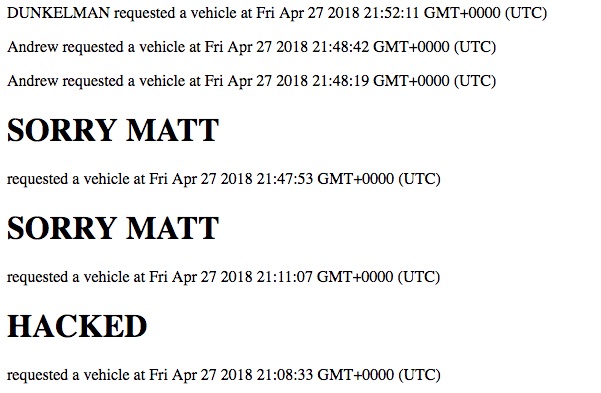 DUNKELMAN requested a vehicle at Fri Apr 27 2018 21:52:11 GMT+0000 (UTC)
Andrew requested a vehicle at Fri Apr 27 2018 21:48:42 GMT+0000 (UTC)
Andrew requested a vehicle at Fri Apr 27 2018 21:48:19 GMT+0000 (UTC)
SORRY MATT
requested a vehicle at Fri Apr 27 2018 21:47:53 GMT+0000 (UTC)
SORRY MATT
requested a vehicle at Fri Apr 27 2018 21:11:07 GMT+0000 (UTC)
HACKED
requested a vehicle at Fri Apr 27 2018 21:08:33 GMT+0000 (UTC)